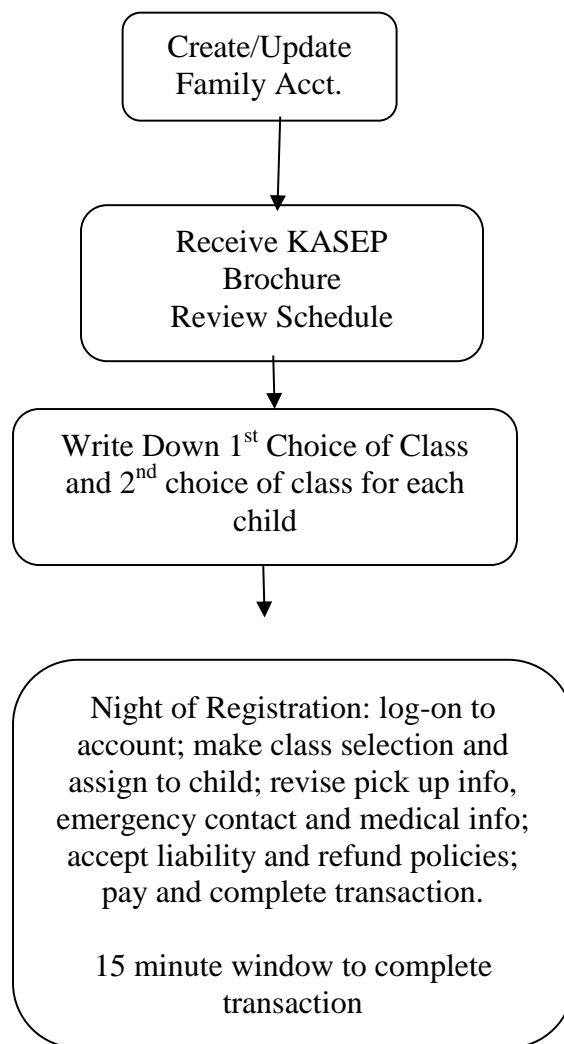 Create/Update
Family Acct.
Receive KASEP
Brochure
Review Schedule
Write Down 1st Choice of Class
and 2nd choice of class for each
child
Night of Registration: log-on to
account; make class selection and
assign to child; revise pick up info,
emergency contact and medical info;
accept liability and refund policies;
pay and complete transaction.
15 minute window to complete
transaction